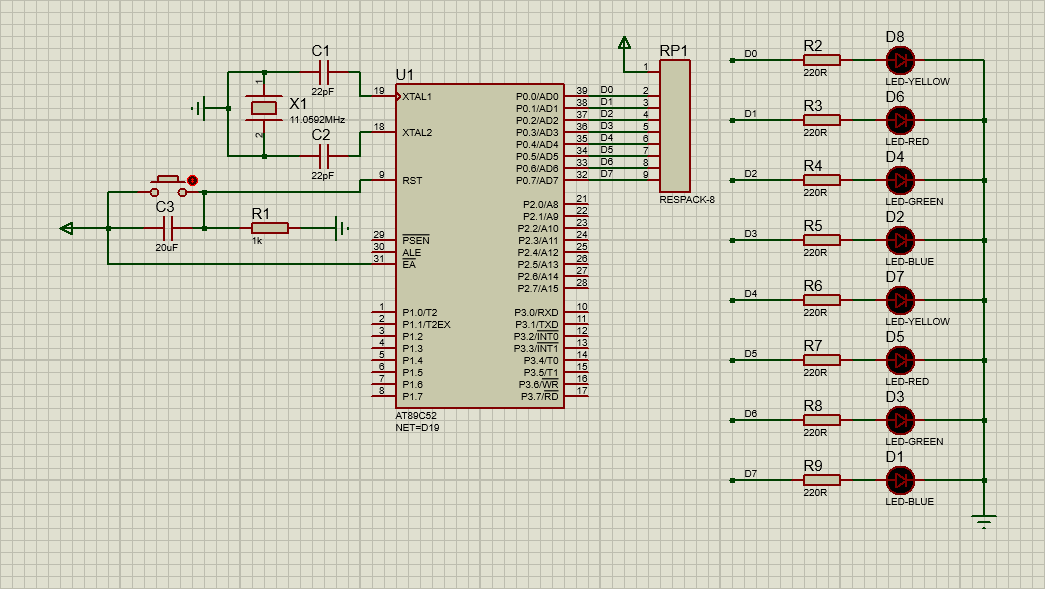 C1
22pF
X1
11.0592MHz
1
2
C2
22pF
C3
20uF
R1
1k
U1
19 XTAL1
18 XTAL2
9 RST
29 PSEN
30 ALE
31 EA
1 P1.0/T2
2 P1.1/T2EX
3 P1.2
4 P1.3
5 P1.4
6 P1.5
7 P1.6
8 P1.7
P0.0/AD0 39 D0
P0.1/AD1 38 D1
P0.2/AD2 37 D2
P0.3/AD3 36 D3
P0.4/AD4 35 D4
P0.5/AD5 34 D5
P0.6/AD6 33 D6
P0.7/AD7 32 D7
P2.0/A8 21
P2.1/A9 22
P2.2/A10 23
P2.3/A11 24
P2.4/A12 25
P2.5/A13 26
P2.6/A14 27
P2.7/A15 28
P3.0/RXD 10
P3.1/TXD 11
P3.2/INT0 12
P3.3/INT1 13
P3.4/T0 14
P3.5/T1 15
P3.6/WR 16
P3.7/RD 17
AT89C52
NET=D19
RP1
1
2
3
4
5
6
7
8
9
RESPACK-8
D0 R2 D8
220R LED-YELLOW
D1 R3 D6
220R LED-RED
D2 R4 D4
220R LED-GREEN
D3 R5 D2
220R LED-BLUE
D4 R6 D7
220R LED-YELLOW
D5 R7 D5
220R LED-RED
D6 R8 D3
220R LED-GREEN
D7 R9 D1
220R LED-BLUE